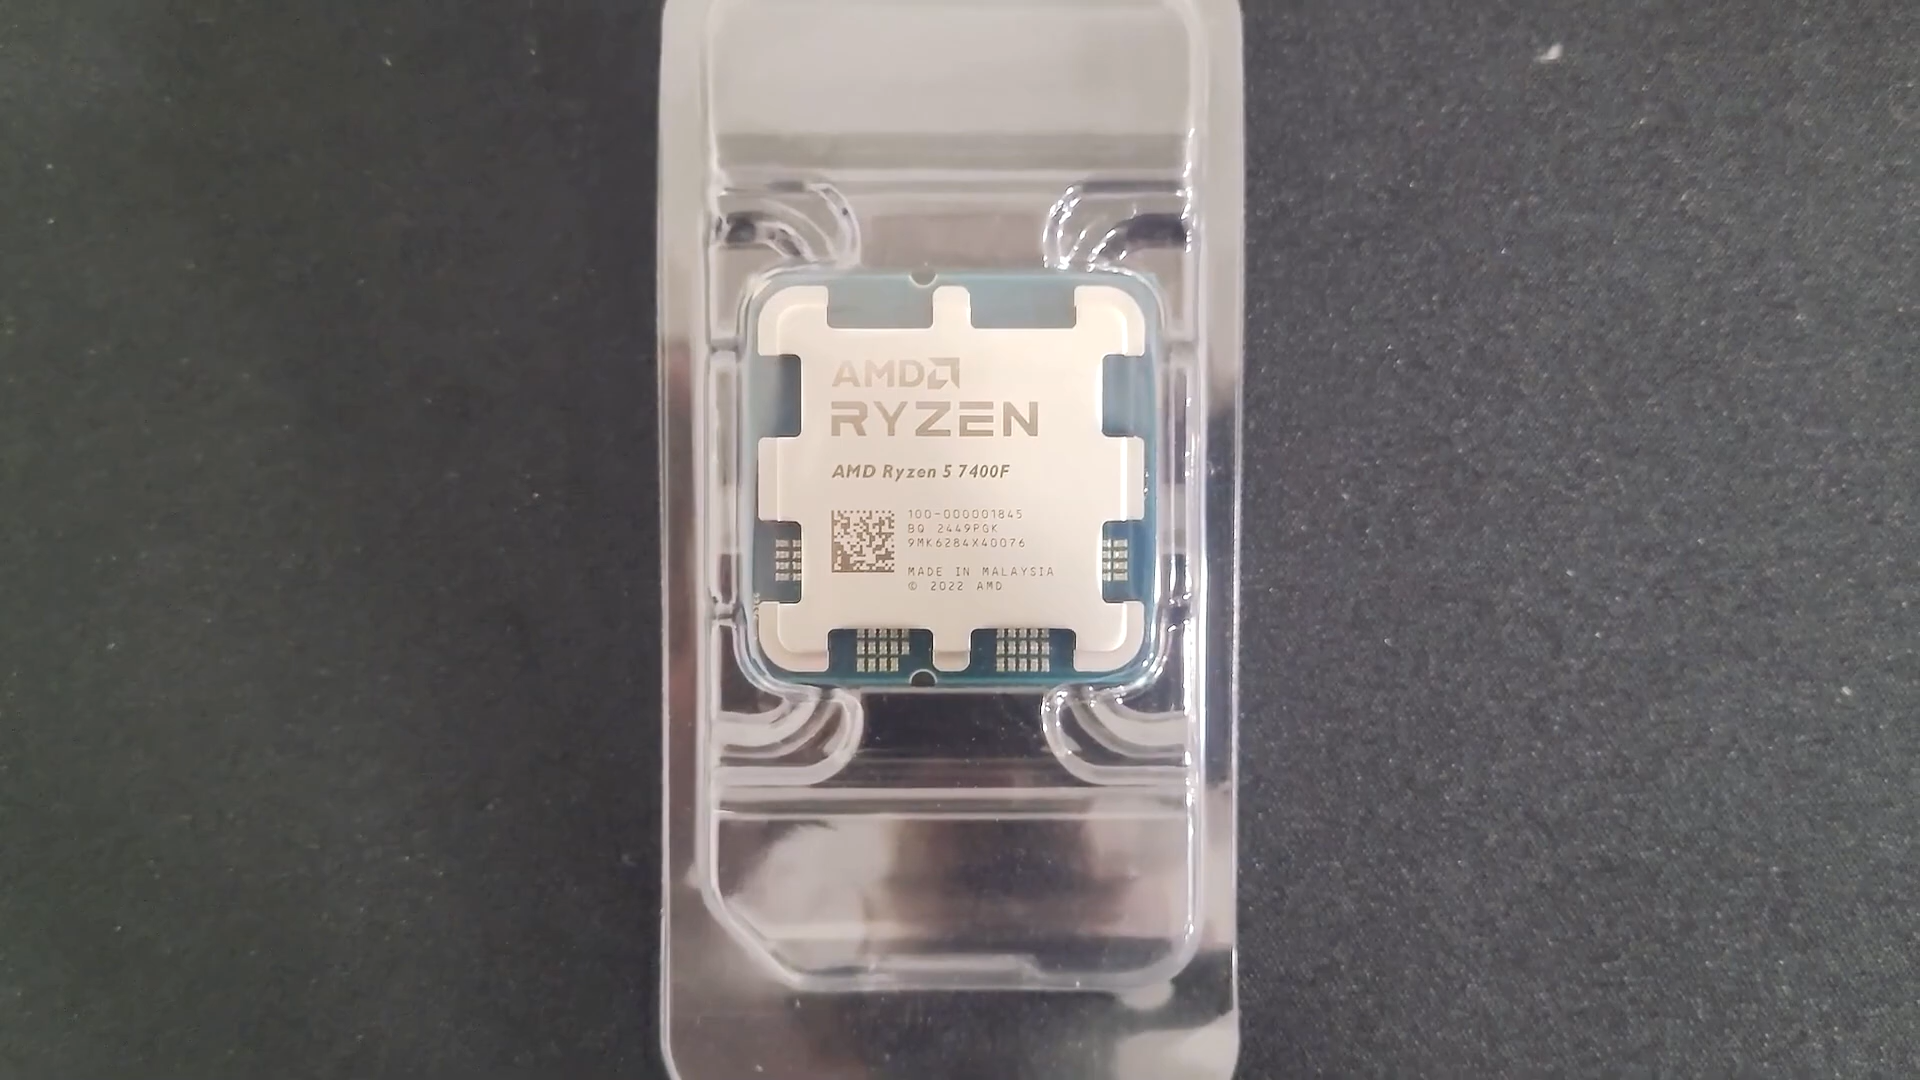 AMD
RYZEN
AMD Ryzen 5 7400F
100-000001845
BQ 2449PGK
9MK6284X40076
MADE IN MALAYSIA
© 2022 AMD